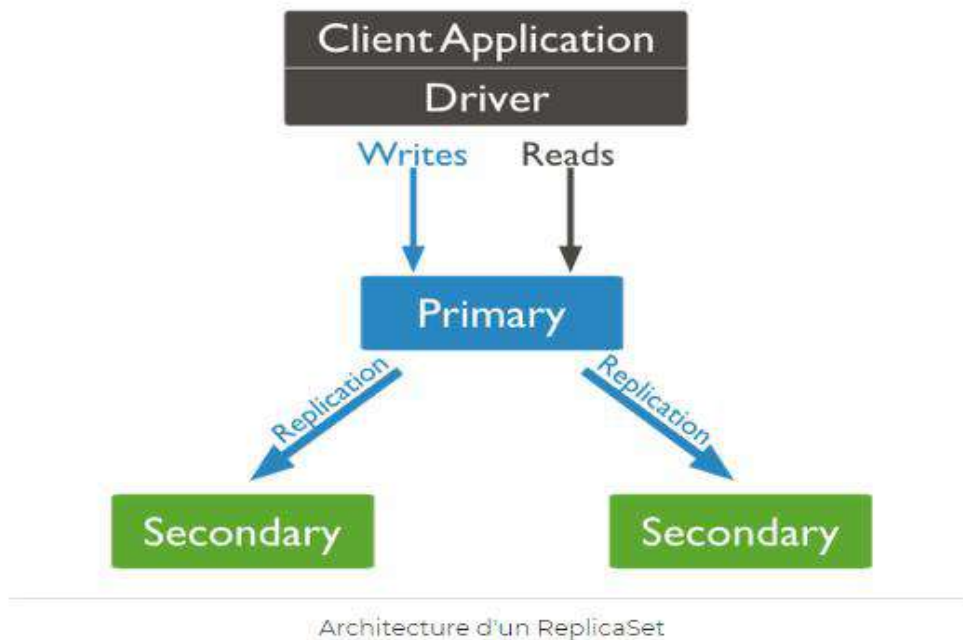 Client Application
Driver
Writes
Reads
Primary
Replication
Replication
Secondary
Secondary
Architecture d'un ReplicaSet